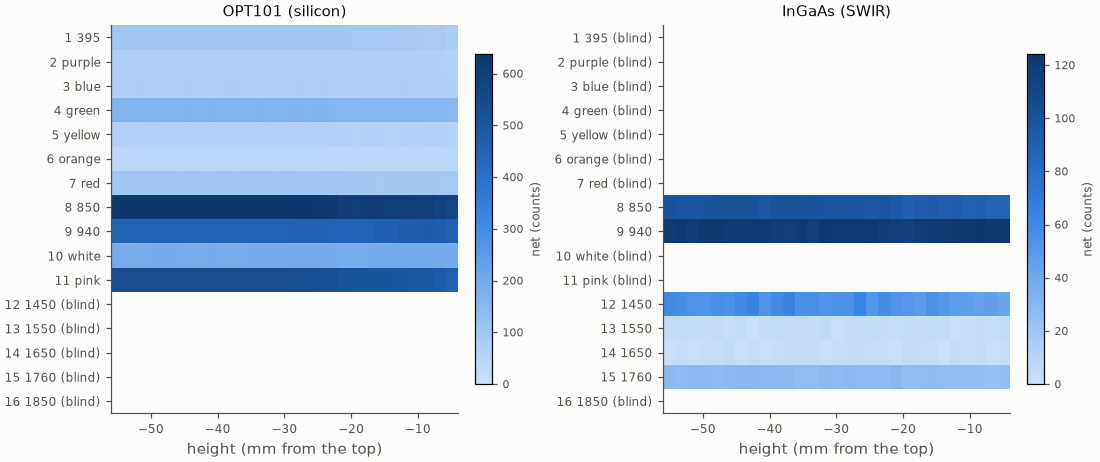 OPT101 (silicon)
1 395
2 purple
3 blue
4 green
5 yellow
6 orange
7 red
8 850
9 940
10 white
11 pink
12 1450 (blind)
13 1550 (blind)
14 1650 (blind)
15 1760 (blind)
16 1850 (blind)
−50
−40
−30
−20
−10
height (mm from the top)
600
500
400
300
200
100
0
net (counts)
InGaAs (SWIR)
1 395 (blind)
2 purple (blind)
3 blue (blind)
4 green (blind)
5 yellow (blind)
6 orange (blind)
7 red (blind)
8 850
9 940
10 white (blind)
11 pink (blind)
12 1450
13 1550
14 1650
15 1760
16 1850 (blind)
−50
−40
−30
−20
−10
height (mm from the top)
120
100
80
60
40
20
0
net (counts)